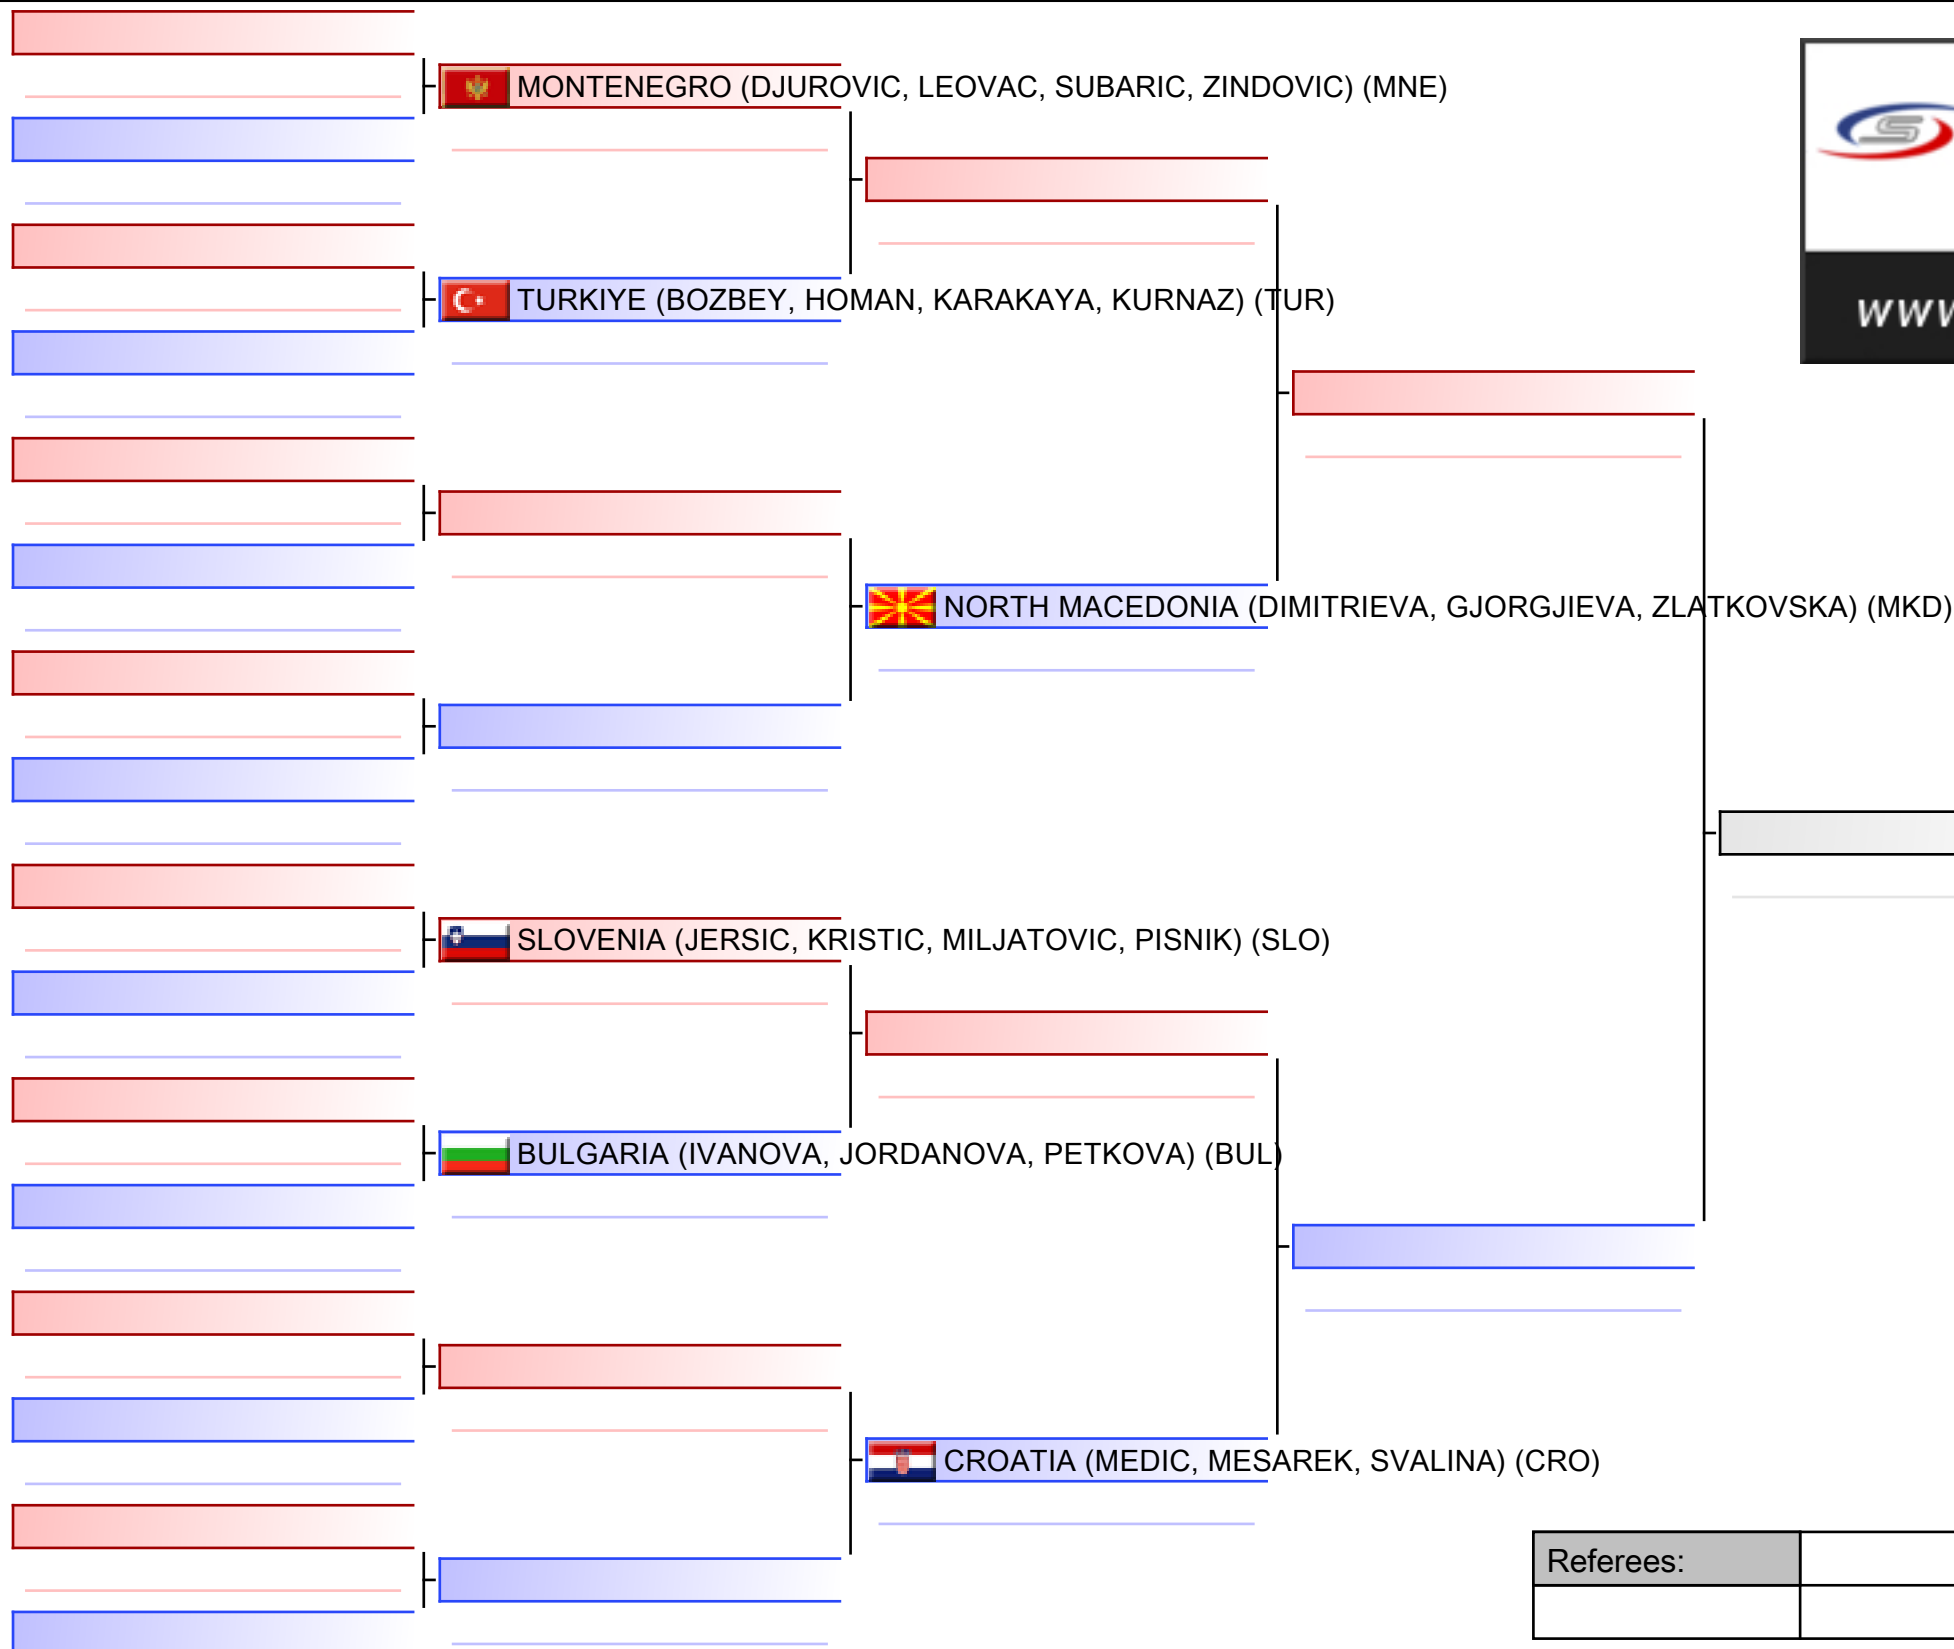 MONTENEGRO (DJUROVIC, LEOVAC, SUBARIC, ZINDOVIC) (MNE)
TURKIYE (BOZBEY, HOMAN, KARAKAYA, KURNAZ) (TUR)
www
NORTH MACEDONIA (DIMITRIEVA, GJORGJIEVA, ZLATKOVSKA) (MKD)
SLOVENIA (JERSIC, KRISTIC, MILJATOVIC, PISNIK) (SLO)
BULGARIA (IVANOVA, JORDANOVA, PETKOVA) (BUL)
CROATIA (MEDIC, MESAREK, SVALINA) (CRO)
Referees: